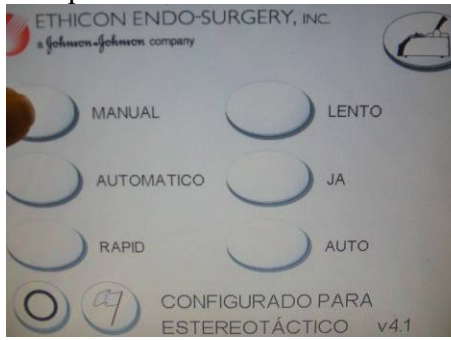 ETHICON ENDO-SURGERY, INC.
a Johnson & Johnson company
MANUAL LENTO
AUTOMATICO JA
RAPID AUTO
CONFIGURADO PARA
ESTEREOTÁCTICO v4.1